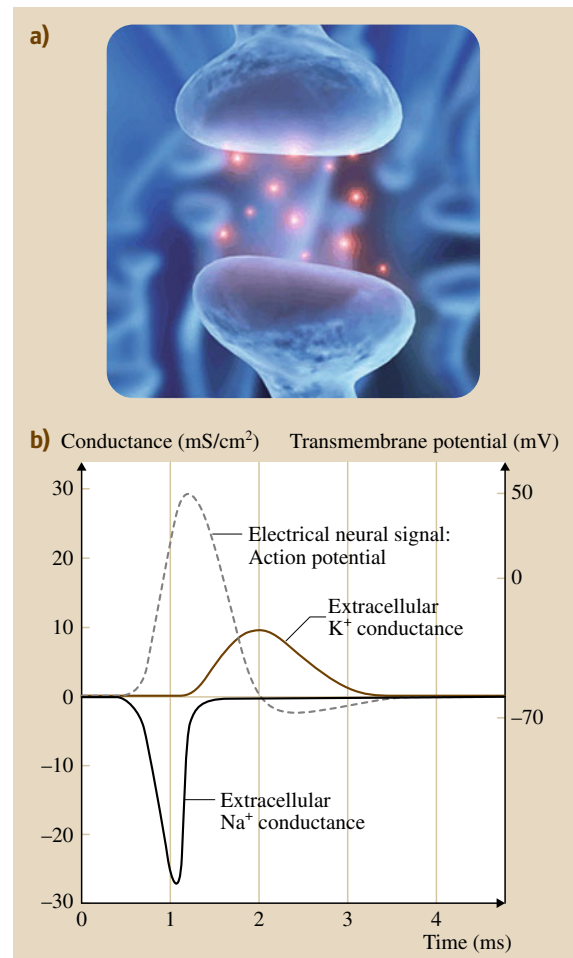 a)
b) Conductance (mS/cm²) Transmembrane potential (mV)
30
50
Electrical neural signal:
Action potential
20
0
Extracellular
K⁺ conductance
10
0
–70
–10
Extracellular
Na⁺ conductance
–20
–30
0 1 2 3 4
Time (ms)